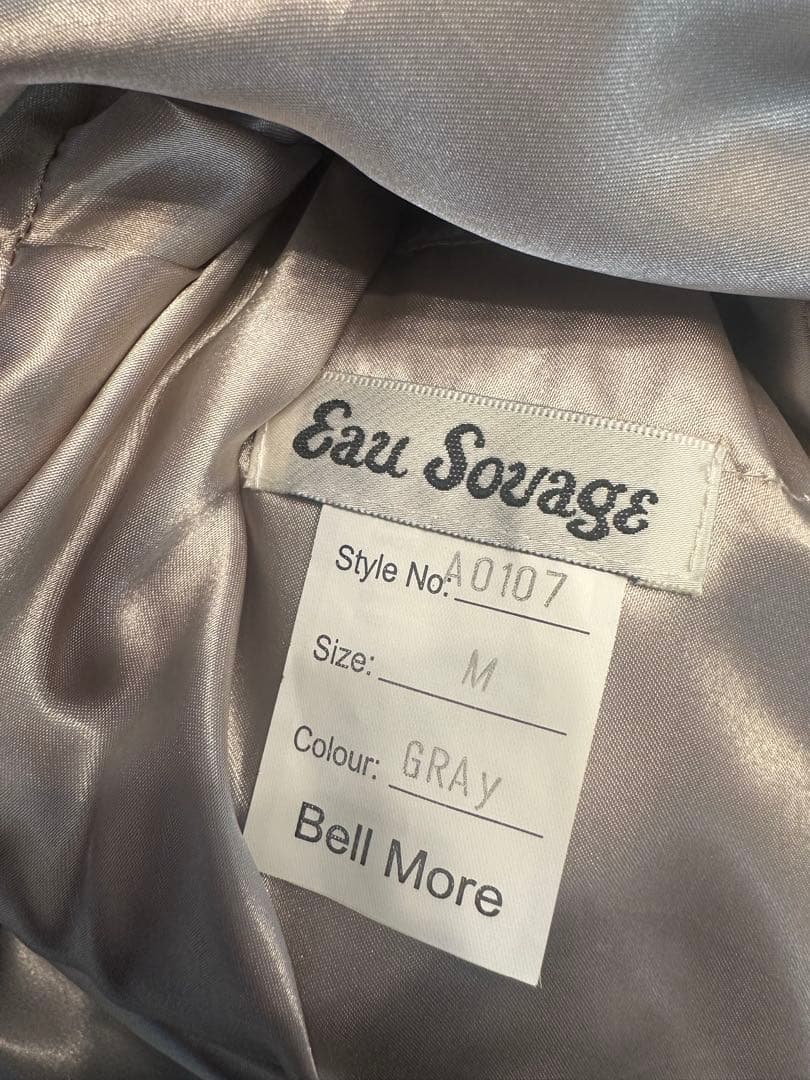 Eau Sovage
Style No: A0107
Size: M
Colour: GRAy
Bell More